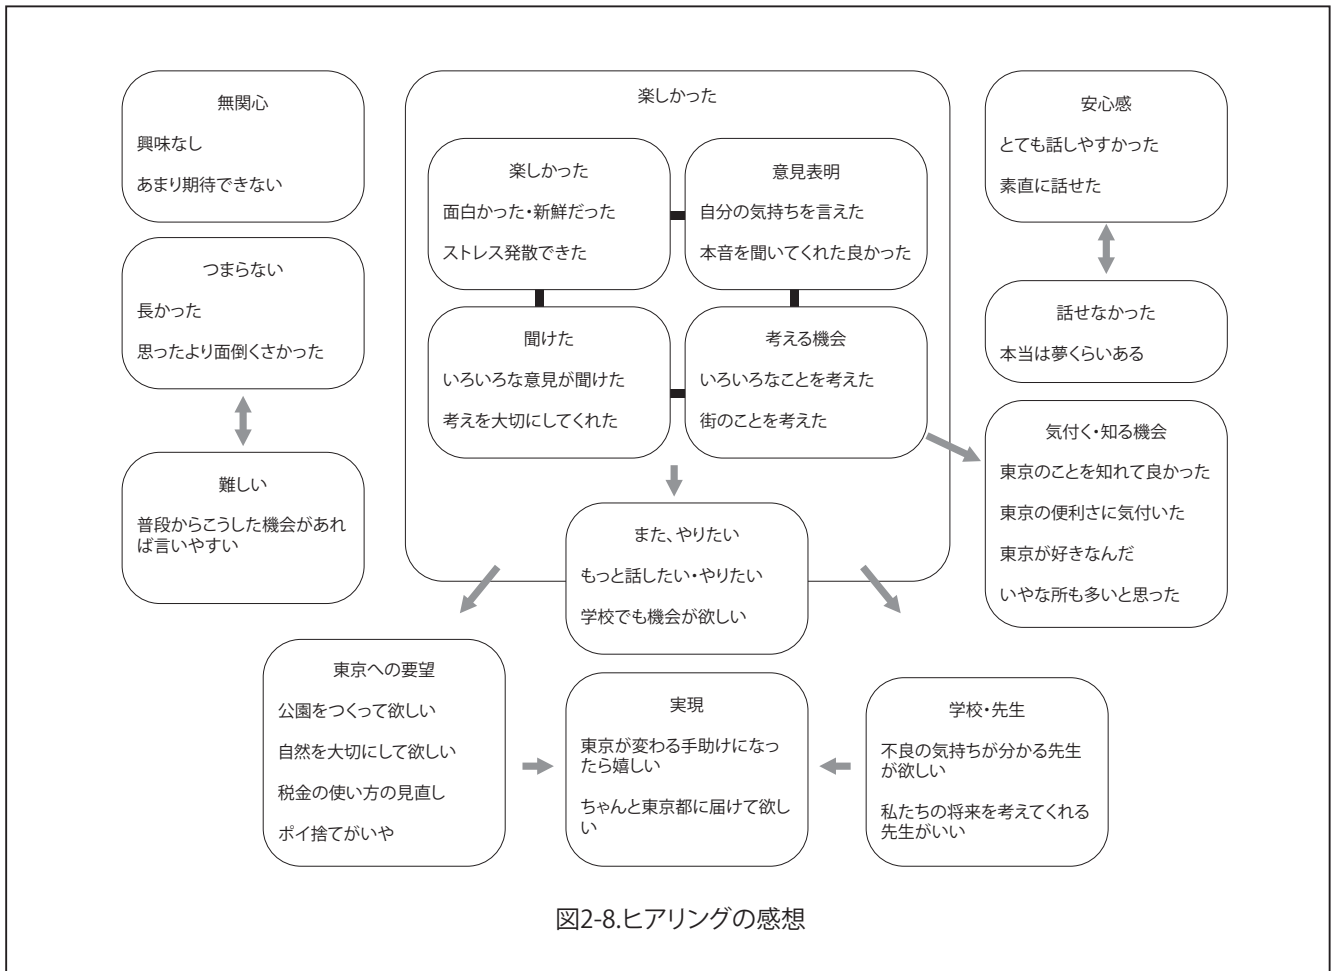 無関心
興味なし
あまり期待できない
つまらない
長かった
思ったより面倒くさかった
難しい
普段からこうした機会があれ
ば言いやすい
楽しかった
楽しかった
面白かった・新鮮だった
ストレス発散できた
意見表明
自分の気持ちを言えた
本音を聞いてくれた良かった
聞けた
いろいろな意見が聞けた
考えを大切にしてくれた
考える機会
いろいろなことを考えた
街のことを考えた
また、やりたい
もっと話したい・やりたい
学校でも機会が欲しい
安心感
とても話しやすかった
素直に話せた
話せなかった
本当は夢くらいある
気付く・知る機会
東京のことを知れて良かった
東京の便利さに気付いた
東京が好きなんだ
いやな所も多いと思った
東京への要望
公園をつくって欲しい
自然を大切にして欲しい
税金の使い方の見直し
ポイ捨てがいや
実現
東京が変わる手助けになっ
たら嬉しい
ちゃんと東京都に届けて欲し
い
学校・先生
不良の気持ちが分かる先生
が欲しい
私たちの将来を考えてくれる
先生がいい
図2-8.ヒアリングの感想